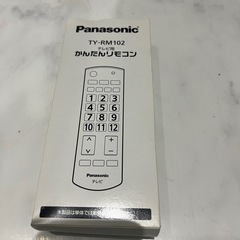 Panasonic
TY-RM102
テレビ用
かんたんリモコン
1 2 3
4 5 6
7 8 9
10 11 12
Panasonic
テレビ